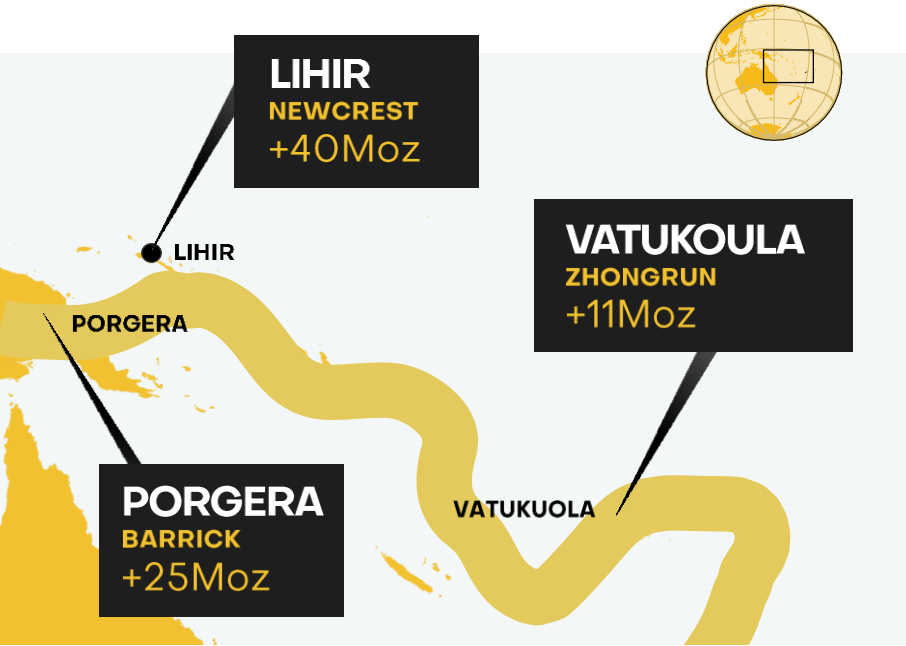 LIHIR
NEWCREST
+40Moz
LIHIR
VATUKOULA
ZHONGRUN
+11Moz
PORGERA
PORGERA
BARRICK
+25Moz
VATUKUOLA